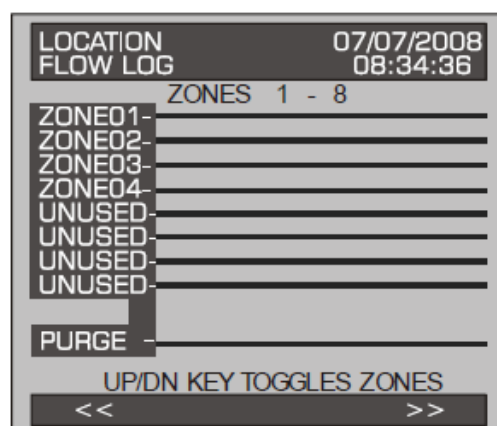 LOCATION 07/07/2008
FLOW LOG 08:34:36
ZONES 1 - 8
ZONE01-
ZONE02-
ZONE03-
ZONE04-
UNUSED-
UNUSED-
UNUSED-
UNUSED-
PURGE -
UP/DN KEY TOGGLES ZONES
<< >>